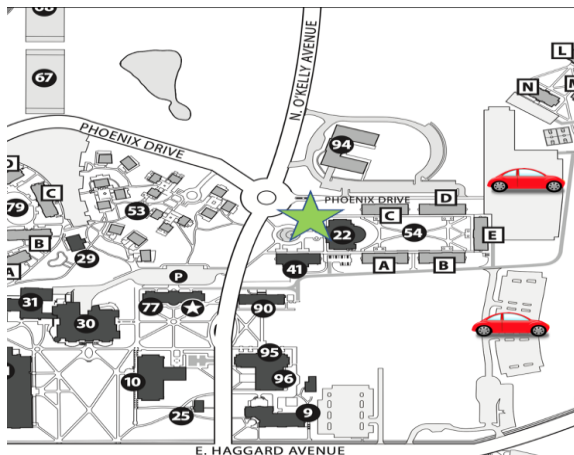 67
N. O'KELLY AVENUE
L
N
PHOENIX DRIVE
94
PHOENIX DRIVE
D
C
79
C
53
B
29
22
54
E
A
B
41
P
31
30
77
90
95
96
10
25
9
E. HAGGARD AVENUE